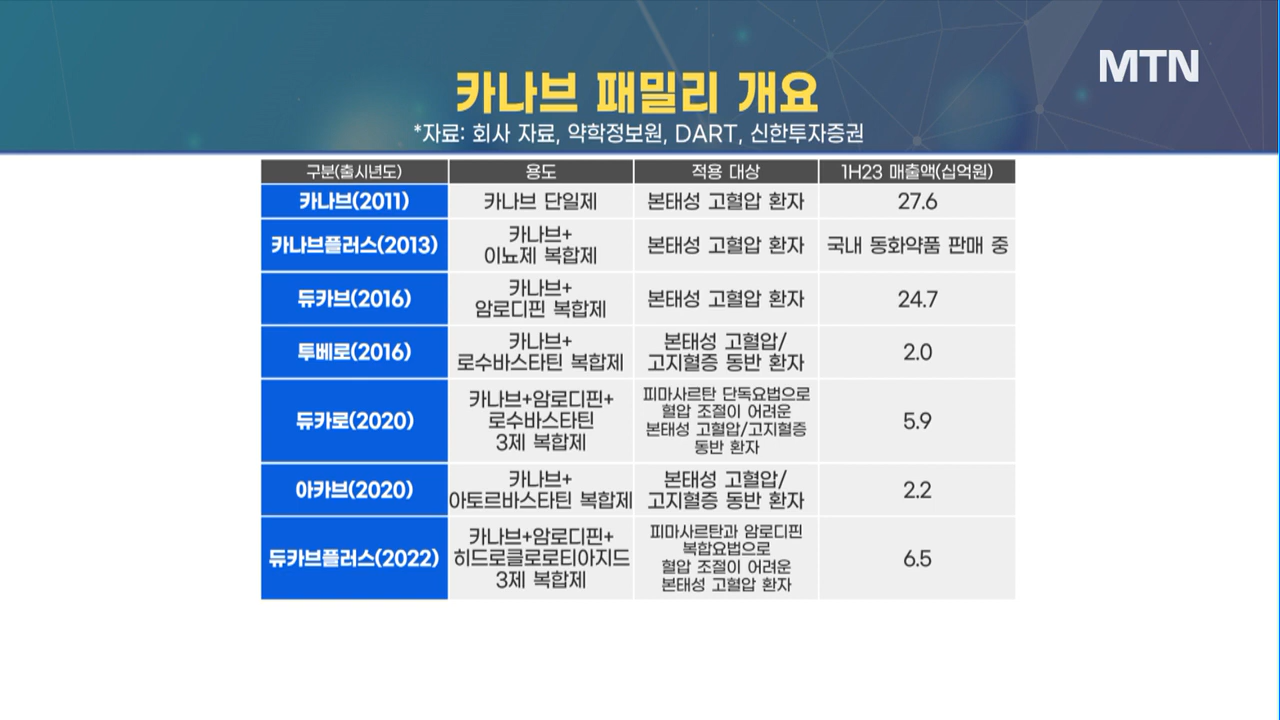 MTN
카나브 패밀리 개요
*자료: 회사 자료, 약학정보원, DART, 신한투자증권
구분(출시년도) 용도 적용 대상 1H23 매출액(십억원)
카나브(2011) 카나브 단일제 본태성 고혈압 환자 27.6
카나브플러스(2013)
카나브+
이뇨제 복합제
본태성 고혈압 환자
국내 동화약품 판매 중
듀카브(2016)
카나브+
암로디핀 복합제
본태성 고혈압 환자
24.7
투베로(2016)
카나브+
로수바스타틴 복합제
본태성 고혈압/
고지혈증 동반 환자
2.0
듀카로(2020)
카나브+암로디핀+
로수바스타틴
3제 복합제
피마사르탄 단독요법으로
혈압 조절이 어려운
본태성 고혈압/고지혈증
동반 환자
5.9
아카브(2020)
카나브+
아토르바스타틴 복합제
본태성 고혈압/
고지혈증 동반 환자
2.2
듀카브플러스(2022)
카나브+암로디핀+
히드로클로로티아지드
3제 복합제
피마사르탄과 암로디핀
복합요법으로
혈압 조절이 어려운
본태성 고혈압 환자
6.5